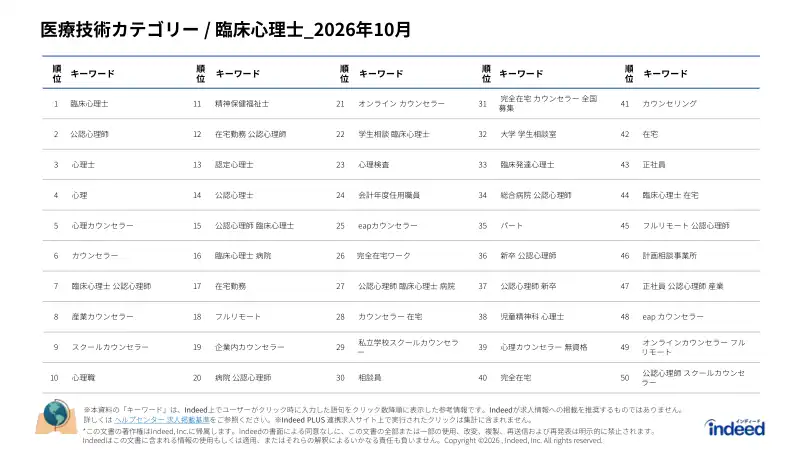 医療技術カテゴリー / 臨床心理士_2026年10月
順位 キーワード 順位 キーワード 順位 キーワード 順位 キーワード 順位 キーワード
1 臨床心理士 11 精神保健福祉士 21 オンライン カウンセラー 31 完全在宅 カウンセラー 全国募集 41 カウンセリング
2 公認心理師 12 在宅勤務 公認心理師 22 学生相談 臨床心理士 32 大学 学生相談室 42 在宅
3 心理士 13 認定心理士 23 心理検査 33 臨床発達心理士 43 正社員
4 心理 14 公認心理士 24 会計年度任用職員 34 総合病院 公認心理師 44 臨床心理士 在宅
5 心理カウンセラー 15 公認心理師 臨床心理士 25 eapカウンセラー 35 パート 45 フルリモート 公認心理師
6 カウンセラー 16 臨床心理士 病院 26 完全在宅ワーク 36 新卒 公認心理師 46 計画相談事業所
7 臨床心理士 公認心理師 17 在宅勤務 27 公認心理師 臨床心理士 病院 37 公認心理師 新卒 47 正社員 公認心理師 産業
8 産業カウンセラー 18 フルリモート 28 カウンセラー 在宅 38 児童精神科 心理士 48 eap カウンセラー
9 スクールカウンセラー 19 企業内カウンセラー 29 私立学校スクールカウンセラー 39 心理カウンセラー 無資格 49 オンラインカウンセラー フルリモート
10 心理職 20 病院 公認心理師 30 相談員 40 完全在宅 50 公認心理師 スクールカウンセラー
※本資料の「キーワード」は、Indeed上でユーザーがクリック時に入力した語句をクリック数降順に表示した参考情報です。Indeedが求人情報への掲載を推奨するものではありません。
詳しくは ヘルプセンター 求人掲載基準をご参照ください。※Indeed PLUS 連携求人サイト上で実行されたクリックは集計に含まれません。
*この文書の著作権はIndeed, Inc.に帰属します。Indeedの書面による同意なしに、この文書の全部または一部の使用、改変、複製、再送信および再発表は明示的に禁止されます。
Indeedはこの文書に含まれる情報の使用もしくは適用、またはそれらの解釈によるいかなる責任も負いません。Copyright ©2026 , Indeed, Inc. All rights reserved.
インディード
indeed